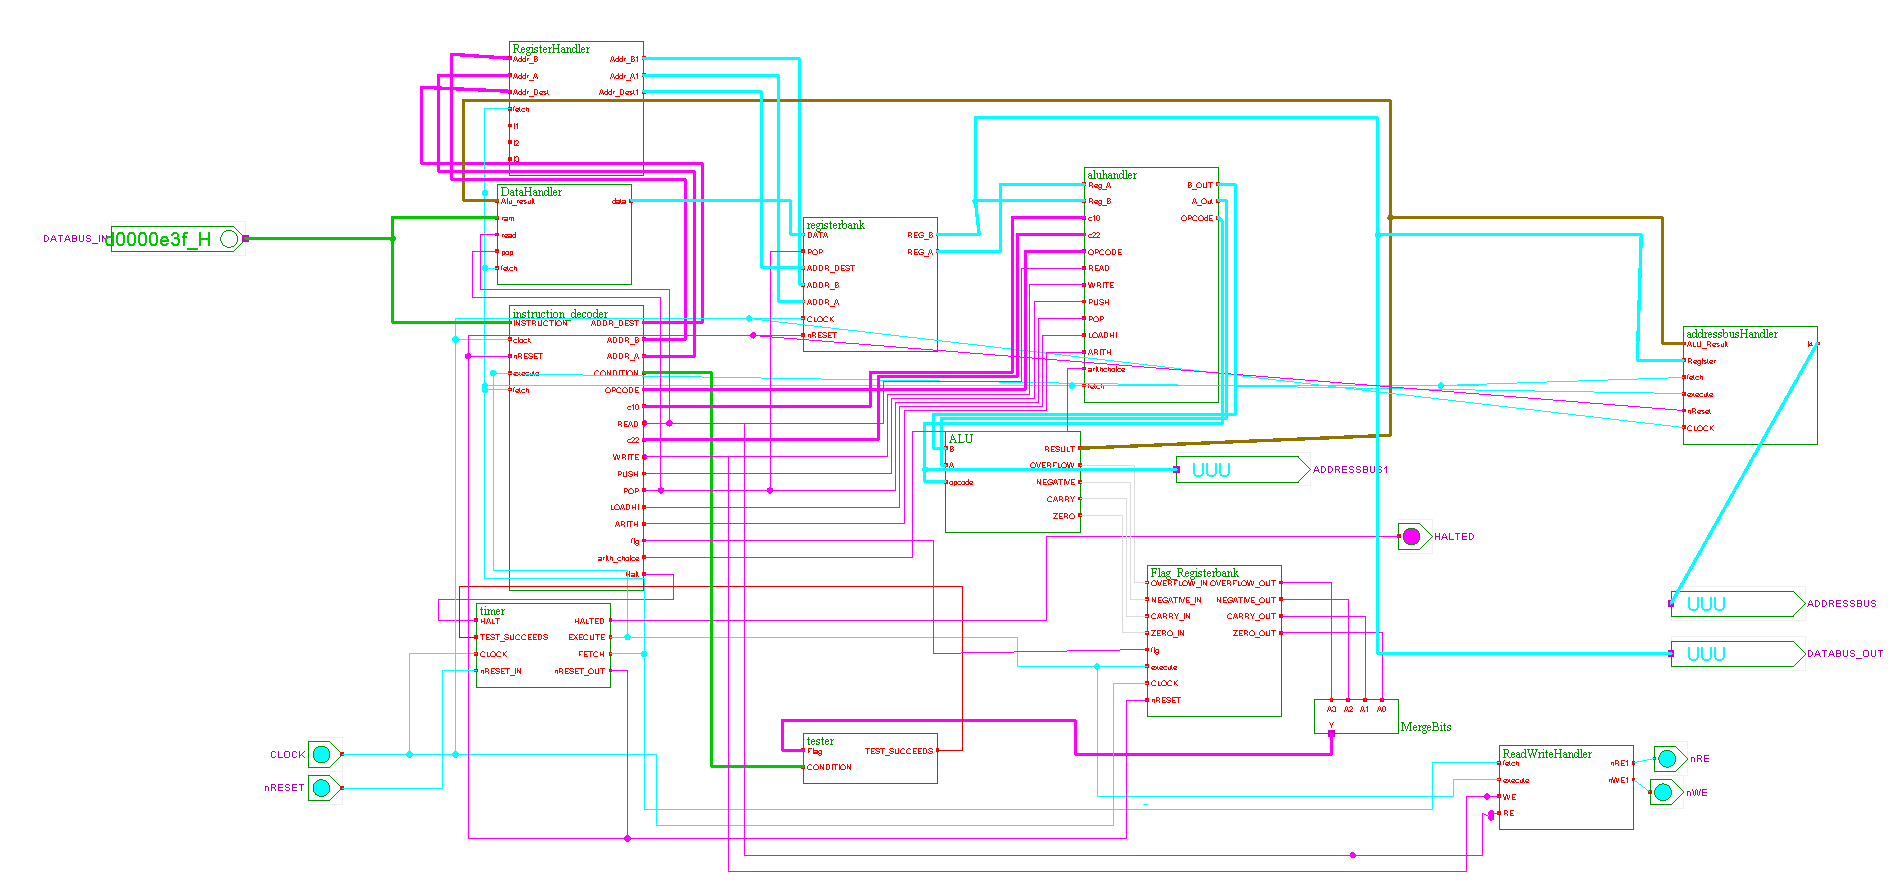 RegisterHandler
Addr_B
Addr_A
Addr_Dest
fetch
I1
I2
I3
Addr_B1
Addr_A1
Addr_Dest1
DataHandler
Alu_result
ram
read
pop
fetch
data
DATABUS_IN
d0000e3f_H
instruction_decoder
INSTRUCTION
clock
nRESET
execute
fetch
ADDR_DEST
ADDR_B
ADDR_A
CONDITION
OPCODE
c10
READ
c22
WRITE
PUSH
POP
LOADHI
ARITH
flg
arith_choice
Halt
registerbank
DATA
POP
ADDR_DEST
ADDR_B
ADDR_A
CLOCK
nRESET
REG_B
REG_A
aluhandler
Reg_A
Reg_B
c10
c22
OPCODE
READ
WRITE
PUSH
POP
LOADHI
ARITH
arithchoice
fetch
B_OUT
A_Out
OPCOdE
addressbusHandler
ALU_Result
Register
fetch
execute
nReset
CLOCK
ALU
B
A
opcode
RESULT
OVERFLOW
NEGATIVE
CARRY
ZERO
UUU
ADDRESSBUS1
HALTED
Flag_Registerbank
OVERFLOW_IN
NEGATIVE_IN
CARRY_IN
ZERO_IN
flg
execute
CLOCK
nRESET
OVERFLOW_OUT
NEGATIVE_OUT
CARRY_OUT
ZERO_OUT
UUU
ADDRESSBUS
UUU
DATABUS_OUT
timer
HALT
TEST_SUCCEEDS
CLOCK
nRESET_IN
HALTED
EXECUTE
FETCH
nRESET_OUT
A3 A2 A1 A0
Y
MergeBits
tester
Flag
CONDITION
TEST_SUCCEEDS
CLOCK
nRESET
ReadWriteHandler
fetch
execute
WE
RE
nRE1
nWE1
nRE
nWE